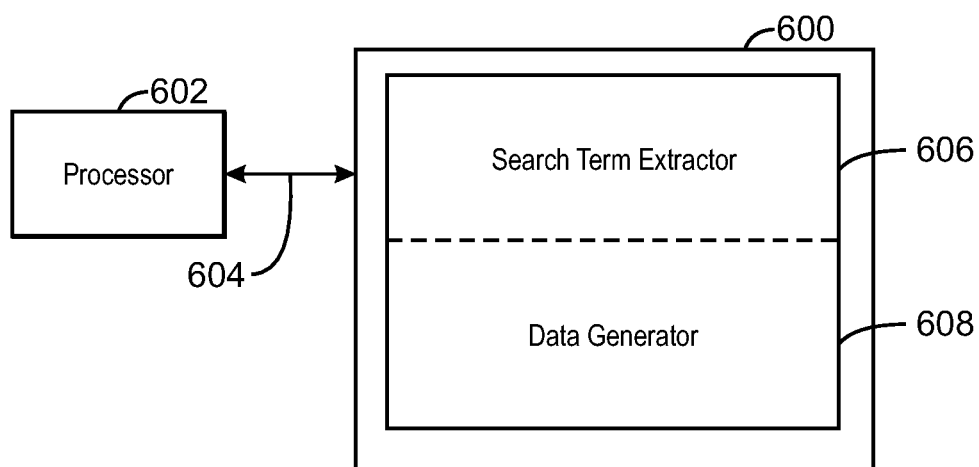 600
602
Processor
Search Term Extractor
606
604
Data Generator
608